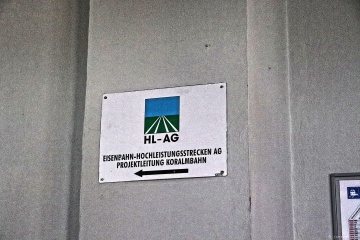 HL-AG
EISENBAHN-HOCHLEISTUNGSSTRECKEN AG
PROJEKTLEITUNG KORALMBAHN